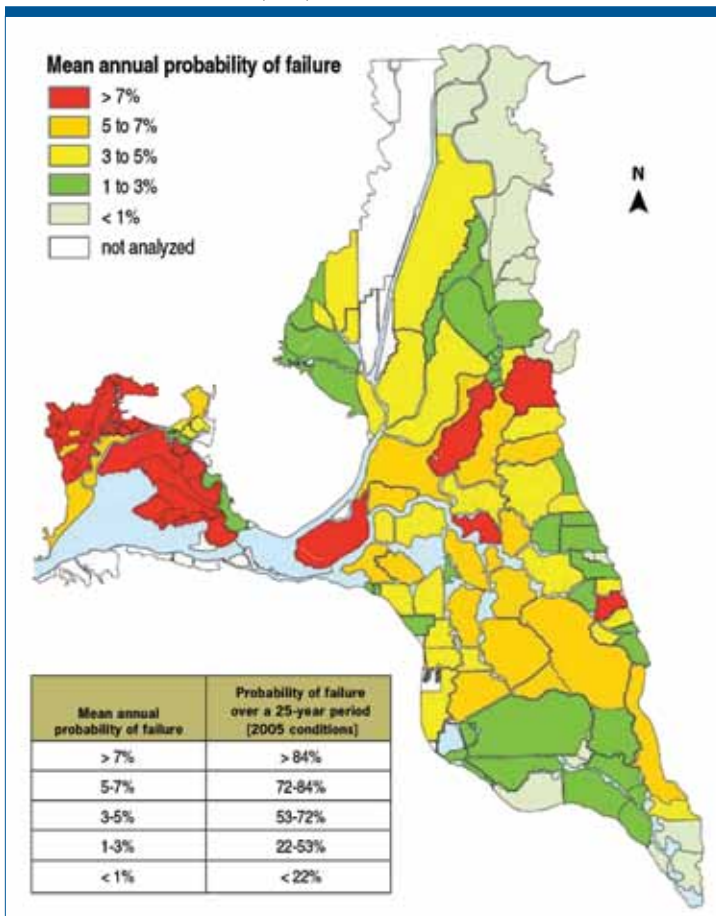 Mean annual probability of failure
> 7%
5 to 7%
3 to 5%
1 to 3%
< 1%
not analyzed
N
Mean annual probability of failure
Probability of failure over a 25-year period [2005 conditions]
> 7% > 84%
5-7% 72-84%
3-5% 53-72%
1-3% 22-53%
< 1% < 22%